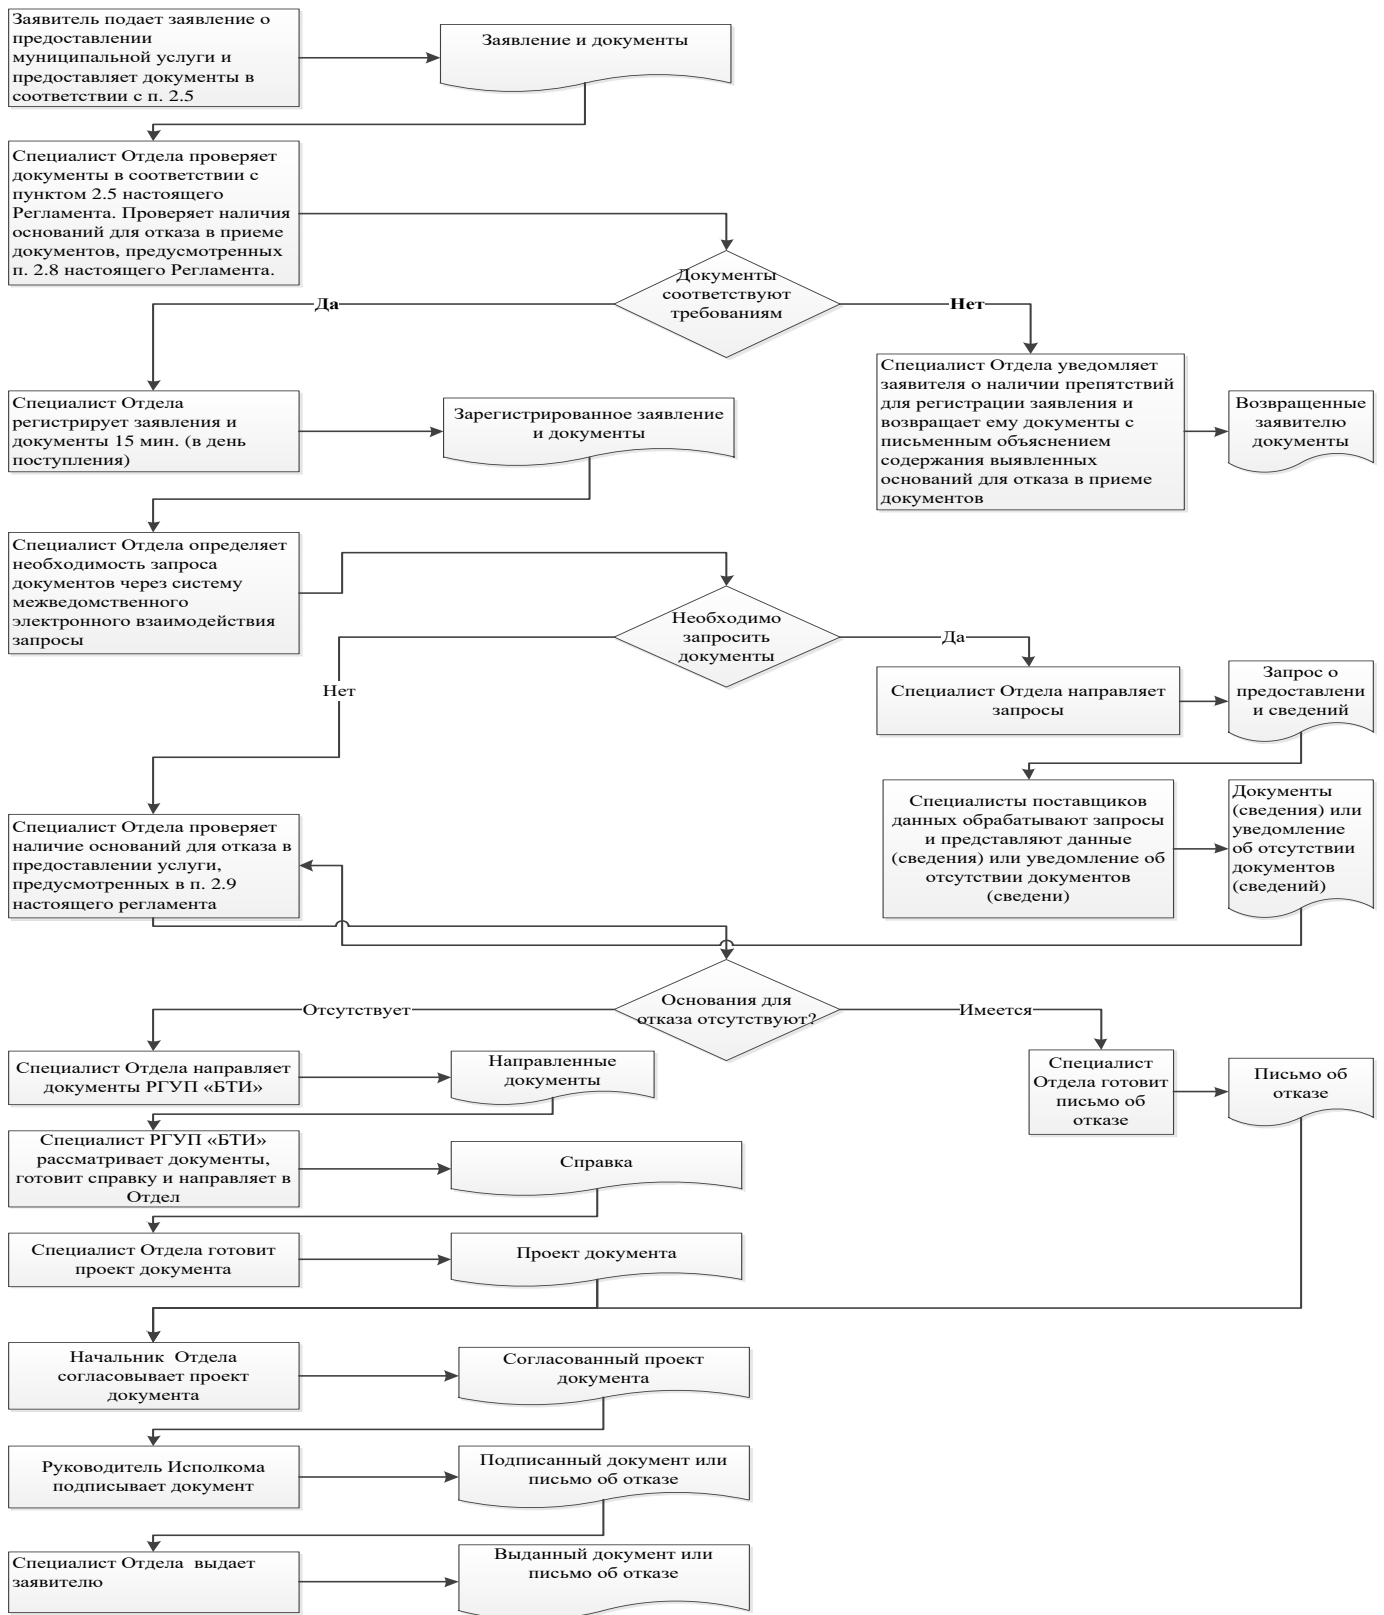 Заявитель подает заявление о
предоставлении
муниципальной услуги и
предоставляет документы в
соответствии с п. 2.5
Заявление и документы
Специалист Отдела проверяет
документы в соответствии с
пунктом 2.5 настоящего
Регламента. Проверяет наличия
оснований для отказа в приеме
документов, предусмотренных
п. 2.8 настоящего Регламента.
Документы
соответствуют
требованиям
Да
Нет
Специалист Отдела
регистрирует заявления и
документы 15 мин. (в день
поступления)
Зарегистрированное заявление
и документы
Специалист Отдела уведомляет
заявителя о наличии препятствий
для регистрации заявления и
возвращает ему документы с
письменным объяснением
содержания выявленных
оснований для отказа в приеме
документов
Возвращенные
заявителю
документы
Специалист Отдела определяет
необходимость запроса
документов через систему
межведомственного
электронного взаимодействия
запросы
Необходимо
запросить
документы
Да
Нет
Специалист Отдела направляет
запросы
Запрос о
предоставлени
и сведений
Специалисты поставщиков
данных обрабатывают запросы
и представляют данные
(сведения) или уведомление об
отсутствии документов
(сведени)
Документы
(сведения) или
уведомление
об отсутствии
документов
(сведений)
Специалист Отдела проверяет
наличие оснований для отказа в
предоставлении услуги,
предусмотренных в п. 2.9
настоящего регламента
Основания для
отказа отсутствуют?
Отсутствует
Имеется
Специалист Отдела направляет
документы РГУП «БТИ»
Направленные
документы
Специалист
Отдела готовит
письмо об
отказе
Письмо об
отказе
Специалист РГУП «БТИ»
рассматривает документы,
готовит справку и направляет в
Отдел
Справка
Специалист Отдела готовит
проект документа
Проект документа
Начальник  Отдела
согласовывает проект
документа
Согласованный проект
документа
Руководитель Исполкома
подписывает документ
Подписанный документ или
письмо об отказе
Специалист Отдела  выдает
заявителю
Выданный документ или
письмо об отказе